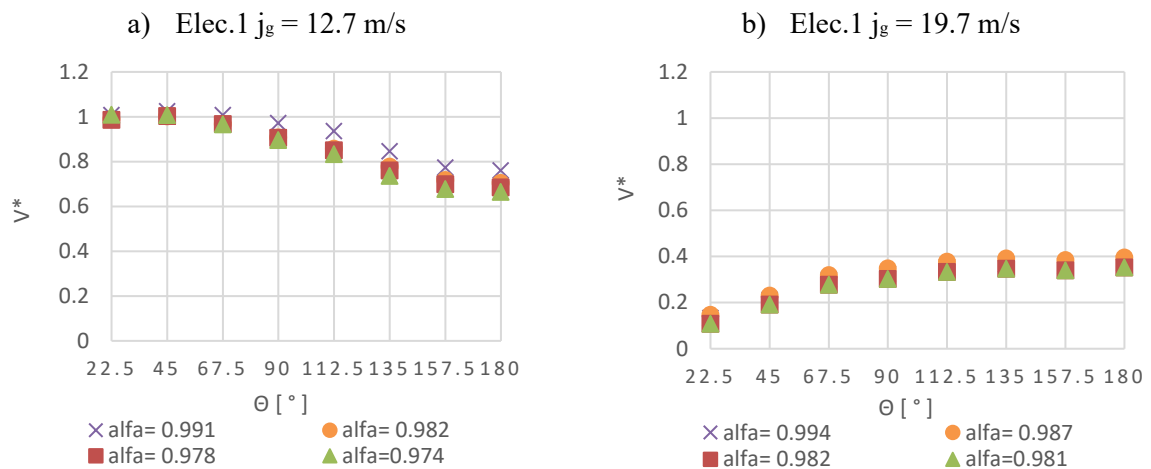 a) Elec.1 jg = 12.7 m/s
1.2
1
0.8
0.6
0.4
0.2
0
V*
22.5 45 67.5 90 112.5 135 157.5 180
Θ [ ° ]
alfa= 0.991 alfa= 0.982
alfa= 0.978 alfa=0.974
b) Elec.1 jg = 19.7 m/s
1.2
1
0.8
0.6
0.4
0.2
0
V*
22.5 45 67.5 90 112.5 135 157.5 180
Θ [ ° ]
alfa= 0.994 alfa= 0.987
alfa= 0.982 alfa=0.981